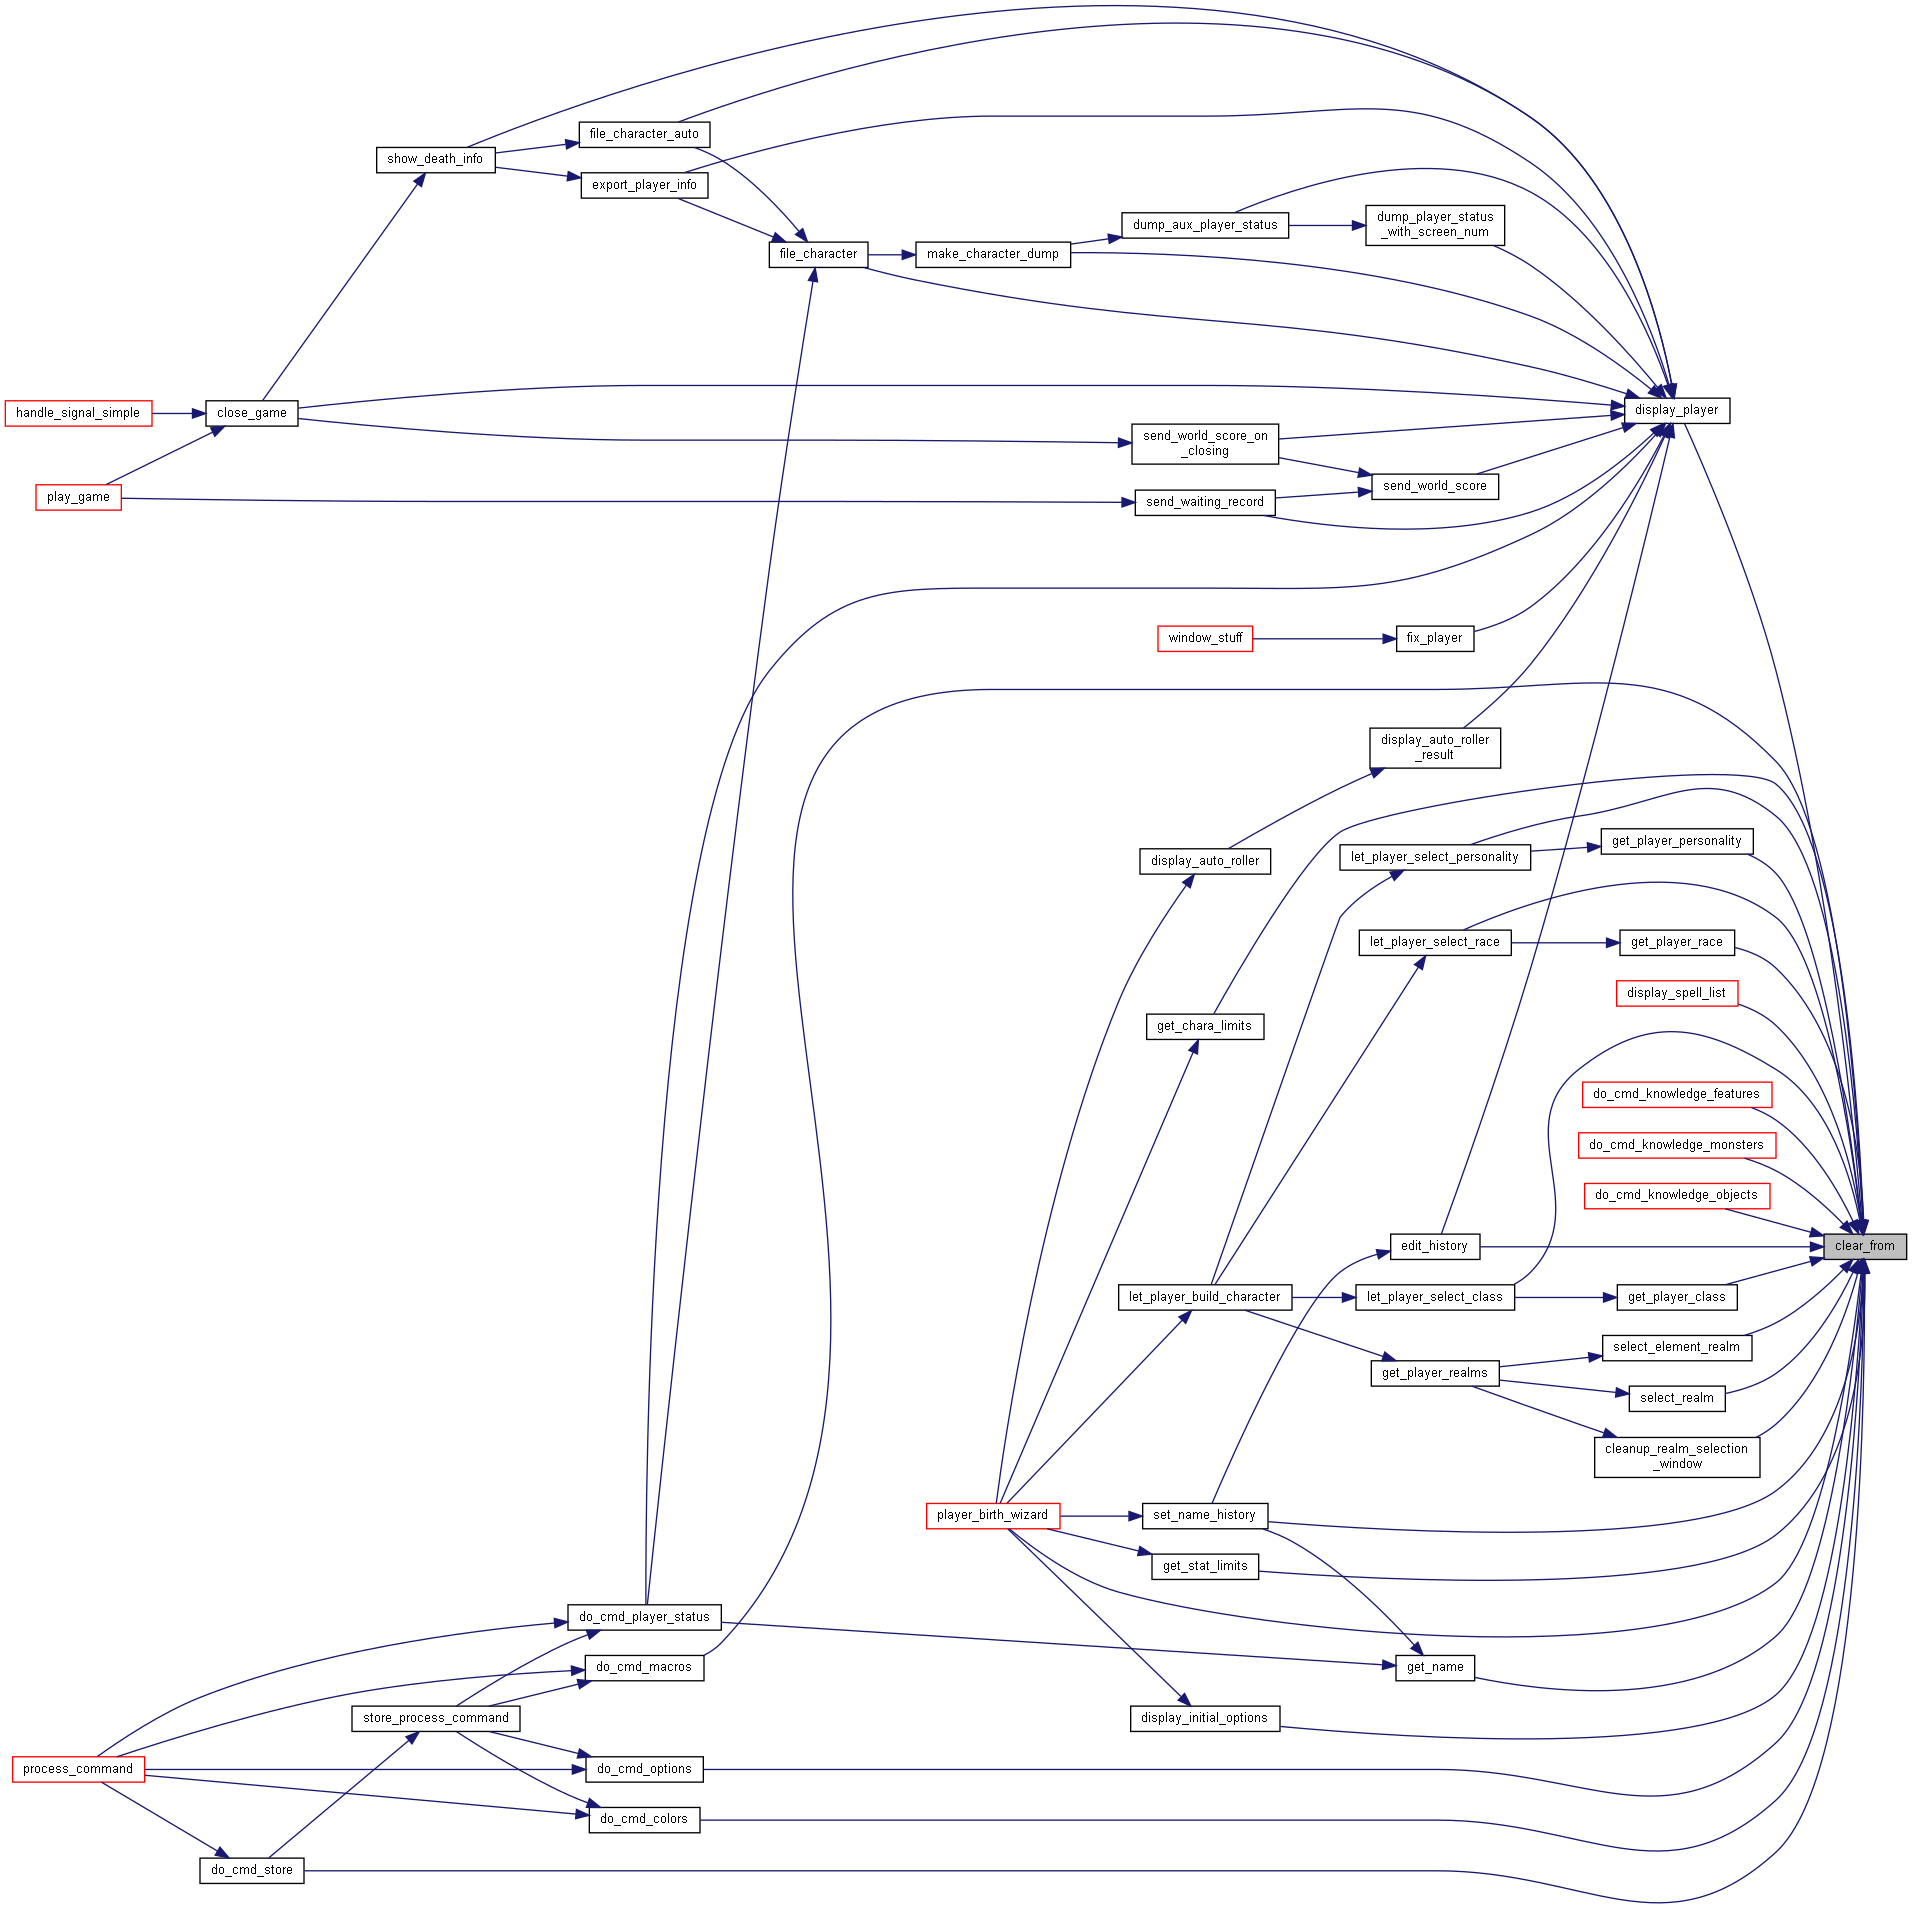 file_character_auto
show_death_info
export_player_info
dump_aux_player_status
dump_player_status
_with_screen_num
file_character
make_character_dump
handle_signal_simple
close_game
display_player
send_world_score_on
_closing
play_game
send_world_score
send_waiting_record
window_stuff
fix_player
display_auto_roller
_result
display_auto_roller
let_player_select_personality
get_player_personality
let_player_select_race
get_player_race
display_spell_list
get_chara_limits
do_cmd_knowledge_features
do_cmd_knowledge_monsters
do_cmd_knowledge_objects
edit_history
clear_from
let_player_build_character
let_player_select_class
get_player_class
select_element_realm
get_player_realms
select_realm
cleanup_realm_selection
_window
player_birth_wizard
set_name_history
get_stat_limits
do_cmd_player_status
do_cmd_macros
get_name
store_process_command
display_initial_options
process_command
do_cmd_options
do_cmd_colors
do_cmd_store